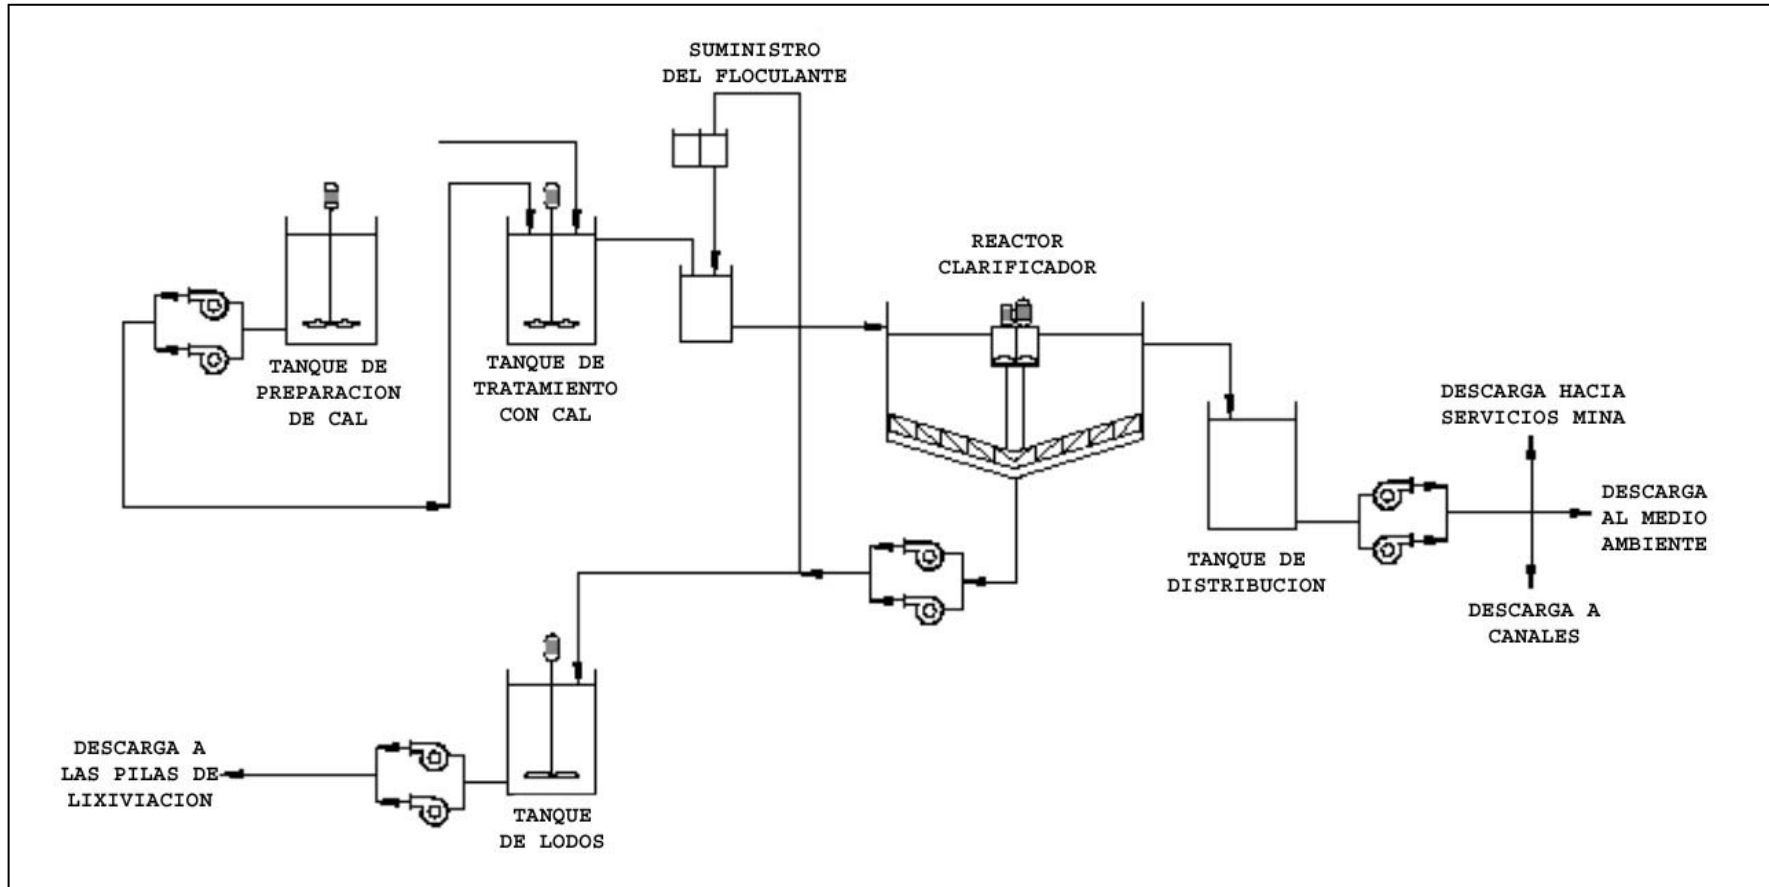 SUMINISTRO
DEL FLOCULANTE
REACTOR
CLARIFICADOR
TANQUE DE
PREPARACION
DE CAL
TANQUE DE
TRATAMIENTO
CON CAL
DESCARGA HACIA
SERVICIOS MINA
DESCARGA
AL MEDIO
AMBIENTE
TANQUE DE
DISTRIBUCION
DESCARGA A
CANALES
DESCARGA A
LAS PILAS DE
LIXIVIACION
TANQUE
DE LODOS